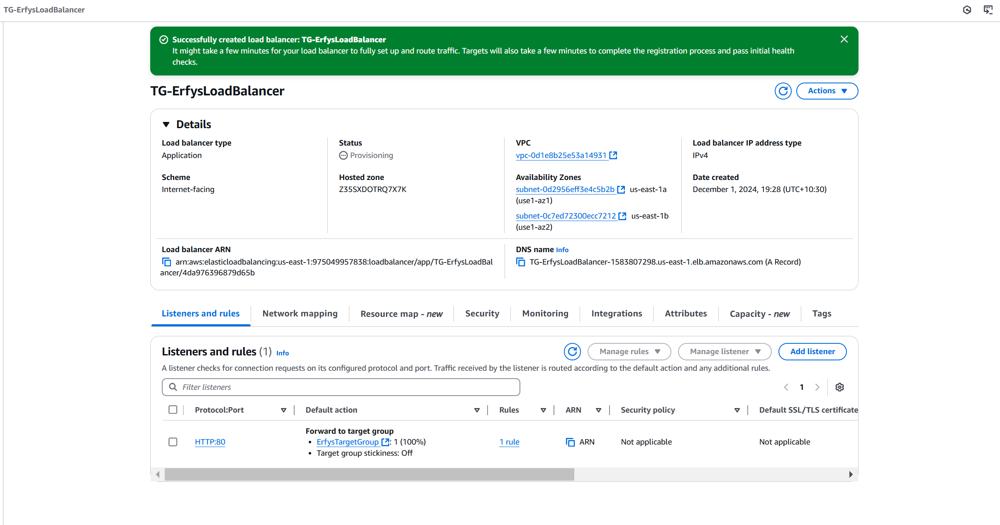 TG-ErfysLoadBalancer
Successfully created load balancer: TG-ErfysLoadBalancer
It might take a few minutes for your load balancer to fully set up and route traffic. Targets will also take a few minutes to complete the registration process and pass initial health
checks.
TG-ErfysLoadBalancer
Actions
Details
Load balancer type
Application
Status
Provisioning
VPC
vpc-0d1e8b25e53a14931
Load balancer IP address type
IPv4
Scheme
Internet-facing
Hosted zone
Z35SXDOTRQ7X7K
Availability Zones
subnet-0d2956eff3e4c5b2b us-east-1a
(use1-az1)
subnet-0c7ed72300ecc7212 us-east-1b
(use1-az2)
Date created
December 1, 2024, 19:28 (UTC+10:30)
Load balancer ARN
arn:aws:elasticloadbalancing:us-east-1:975049957838:loadbalancer/app/TG-ErfysLoadBal
ancer/4da976396879d65b
DNS name Info
TG-ErfysLoadBalancer-1583807298.us-east-1.elb.amazonaws.com (A Record)
Listeners and rules Network mapping Resource map - new Security Monitoring Integrations Attributes Capacity - new Tags
Listeners and rules (1) Info
Manage rules Manage listener Add listener
A listener checks for connection requests on its configured protocol and port. Traffic received by the listener is routed according to the default action and any additional rules.
Filter listeners
1
Protocol:Port Default action Rules ARN Security policy Default SSL/TLS certificate
HTTP:80
Forward to target group
• ErfysTargetGroup : 1 (100%)
• Target group stickiness: Off
1 rule
ARN
Not applicable
Not applicable